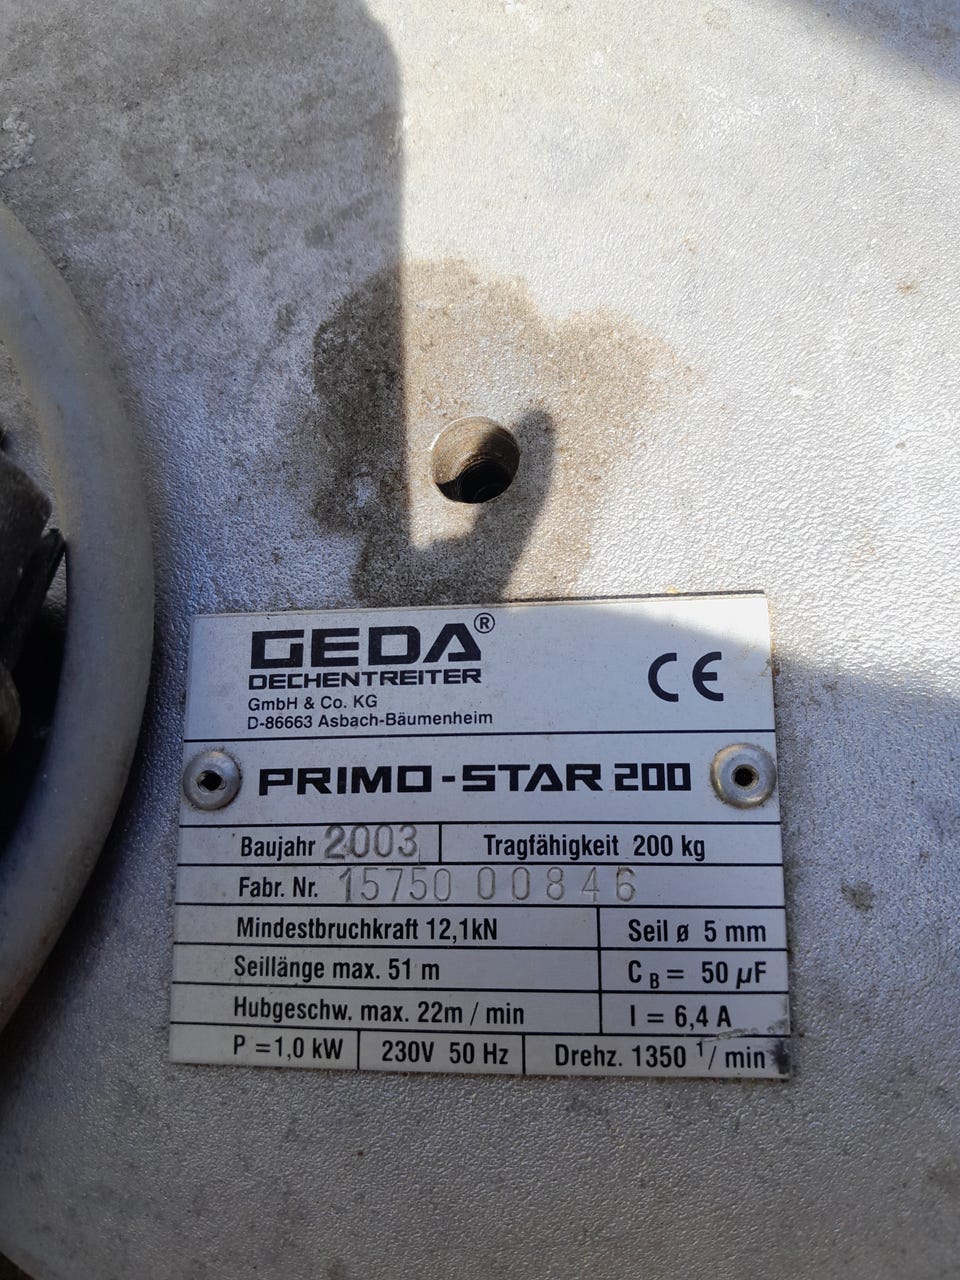 GEDA®
DECHENTREITER
GmbH & Co. KG
D-86663 Asbach-Bäumenheim
CE
PRIMO-STAR 200
Baujahr 2003 Tragfähigkeit 200 kg
Fabr. Nr. 15750 00846
Mindestbruchkraft 12,1kN Seil ø 5 mm
Seillänge max. 51 m C B = 50 µF
Hubgeschw. max. 22m / min I = 6,4 A
P =1,0 kW 230V 50 Hz Drehz. 1350 1/ min